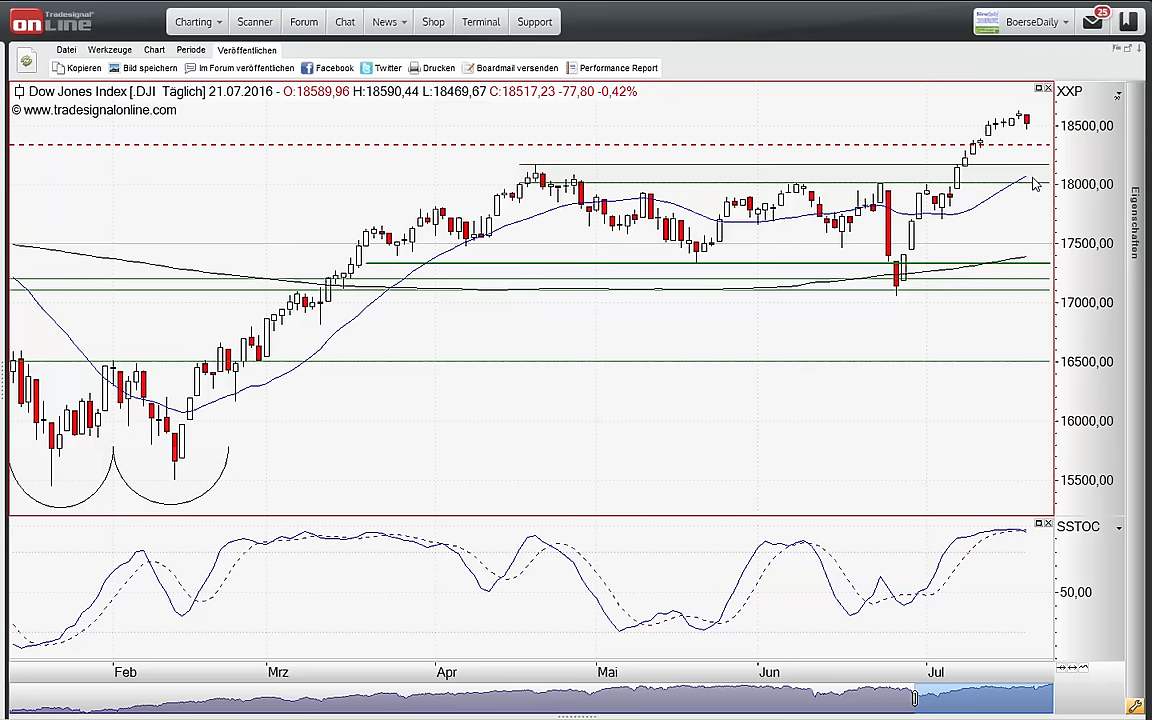 Tradesignal
onLine
Charting Scanner Forum Chat News Shop Terminal Support
BoerseDaily
25
Datei Werkzeuge Chart Periode Veröffentlichen
Kopieren Bild speichern Im Forum veröffentlichen Facebook Twitter Drucken Boardmail versenden Performance Report
Dow Jones Index [.DJI Täglich] 21.07.2016 - O:18589,96 H:18590,44 L:18469,67 C:18517,23 -77,80 -0,42%
© www.tradesignalonline.com
XXP
18500,00
18000,00
17500,00
17000,00
16500,00
16000,00
15500,00
Eigenschaften
SSTOC
50,00
Feb Mrz Apr Mai Jun Jul